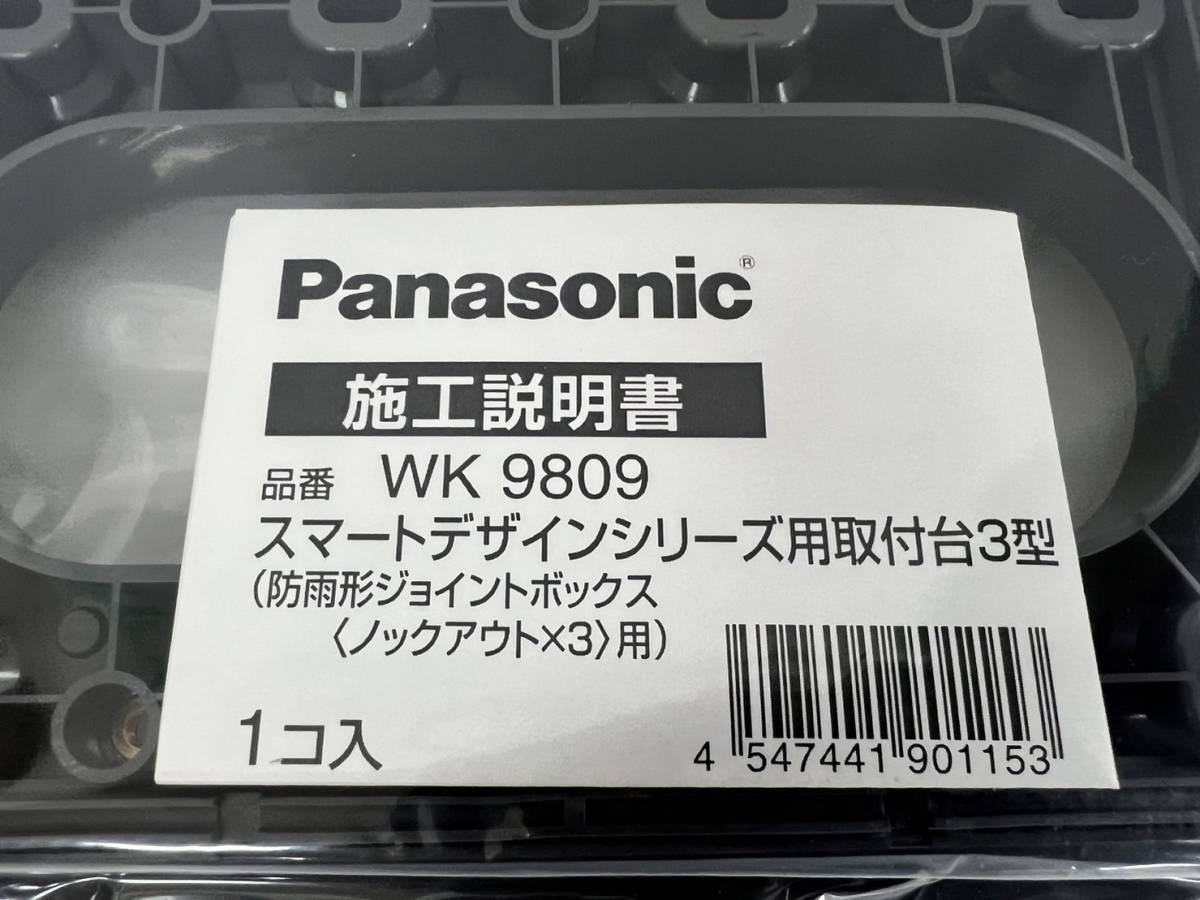 Panasonic®
施工説明書
品番 WK 9809
スマートデザインシリーズ用取付台3型
(防雨形ジョイントボックス
〈ノックアウト×3〉用)
1コ入
4 547441 901153